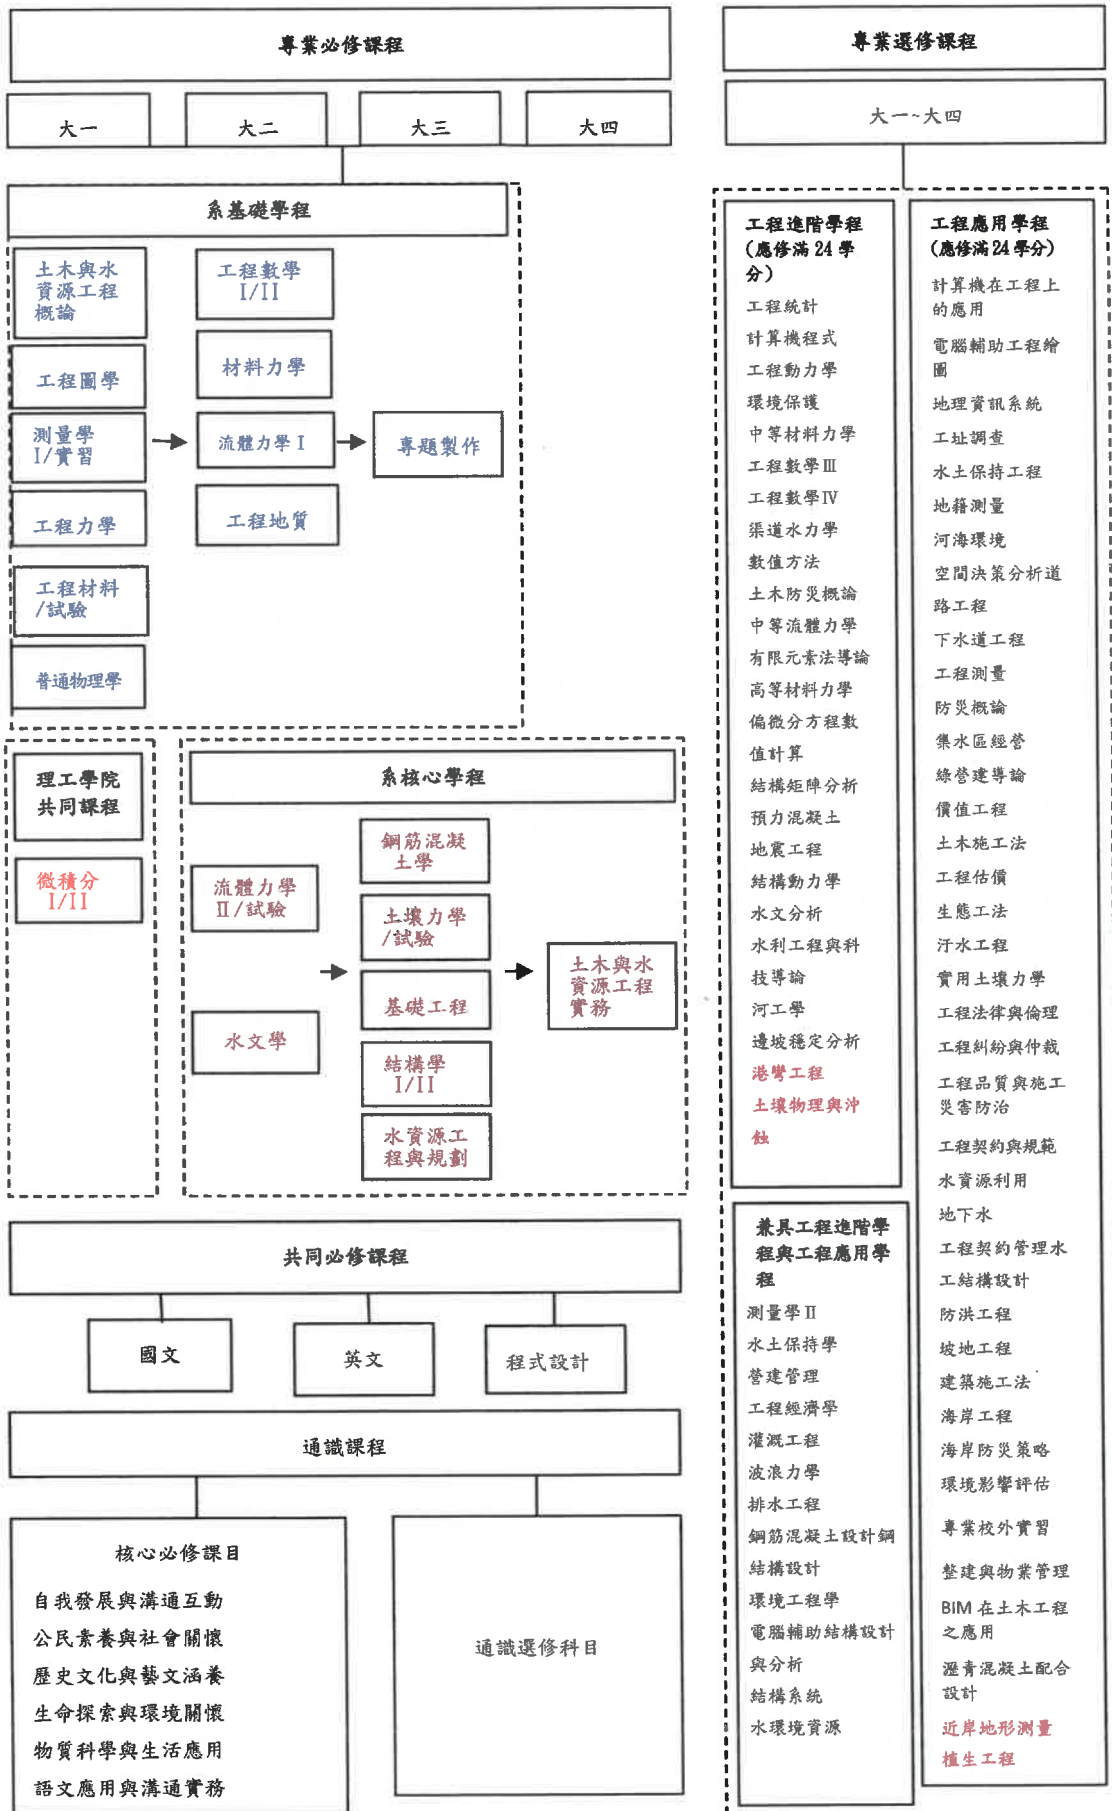 專業必修課程
大一
大二
大三
大四
系基礎學程
土木與水
資源工程
概論
工程圖學
測量學
I/實習
工程力學
工程材料
/試驗
普通物理學
工程數學
I/II
材料力學
流體力學 I
工程地質
專題製作
理工學院
共同課程
微積分
I/II
系核心學程
流體力學
II/試驗
水文學
鋼筋混凝
土學
土壤力學
/試驗
基礎工程
結構學
I/II
水資源工
程與規劃
土木與水
資源工程
實務
共同必修課程
國文
英文
程式設計
通識課程
核心必修課目
自我發展與溝通互動
公民素養與社會關懷
歷史文化與藝文涵養
生命探索與環境關懷
物質科學與生活應用
語文應用與溝通實務
通識選修科目
專業選修課程
大一~大四
工程進階學程
(應修滿 24 學
分)
工程統計
計算機程式
工程動力學
環境保護
中等材料力學
工程數學Ⅲ
工程數學Ⅳ
渠道水力學
數值方法
土木防災概論
中等流體力學
有限元素法導論
高等材料力學
偏微分方程數
值計算
結構矩陣分析
預力混凝土
地震工程
結構動力學
水文分析
水利工程與科
技導論
河工學
邊坡穩定分析
港彎工程
土壤物理與沖
蝕
兼具工程進階學
程與工程應用學
程
測量學Ⅱ
水土保持學
營建管理
工程經濟學
灌溉工程
波浪力學
排水工程
鋼筋混凝土設計鋼
結構設計
環境工程學
電腦輔助結構設計
與分析
結構系統
水環境資源
工程應用學程
(應修滿 24 學分)
計算機在工程上
的應用
電腦輔助工程繪
圖
地理資訊系統
工址調查
水土保持工程
地籍測量
河海環境
空間決策分析道
路工程
下水道工程
工程測量
防災概論
集水區經營
綠營建導論
價值工程
土木施工法
工程估價
生態工法
汙水工程
實用土壤力學
工程法律與倫理
工程糾紛與仲裁
工程品質與施工
災害防治
工程契約與規範
水資源利用
地下水
工程契約管理水
工結構設計
防洪工程
坡地工程
建築施工法
海岸工程
海岸防災策略
環境影響評估
專業校外實習
整建與物業管理
BIM 在土木工程
之應用
瀝青混凝土配合
設計
近岸地形測量
植生工程